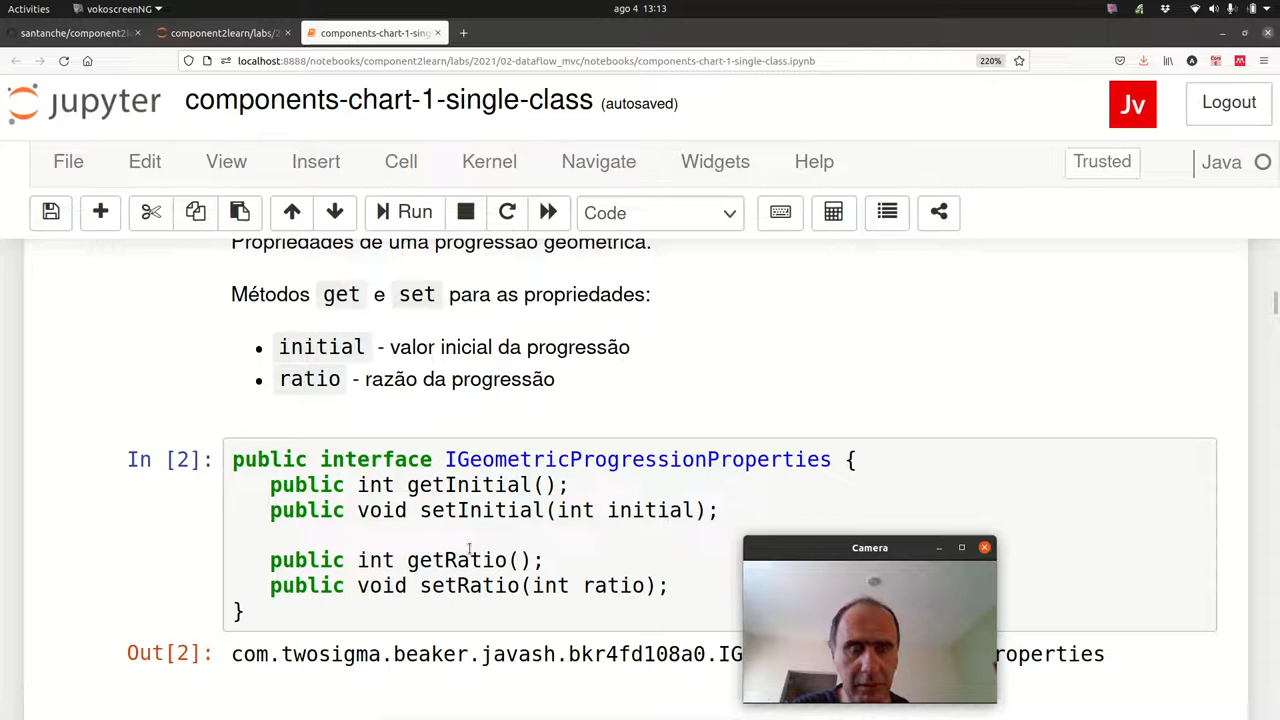 Activities
vokoscreenNG
ago 4 13:13
santanche/component2l
component2learn/labs/2
components-chart-1-sing
localhost:8888/notebooks/component2learn/labs/2021/02-dataflow_mvc/notebooks/components-chart-1-single-class.ipynb
220%
jupyter
components-chart-1-single-class (autosaved)
Jv
Logout
File Edit View Insert Cell Kernel Navigate Widgets Help
Trusted
Java
Run
Code
Propriedades de uma progressão geométrica.
Métodos get e set para as propriedades:
• initial - valor inicial da progressão
• ratio - razão da progressão
In [2]:
public interface IGeometricProgressionProperties {
public int getInitial();
public void setInitial(int initial);
public int getRatio();
public void setRatio(int ratio);
}
Camera
Out[2]: com.twosigma.beaker.javash.bkr4fd108a0.IG roperties